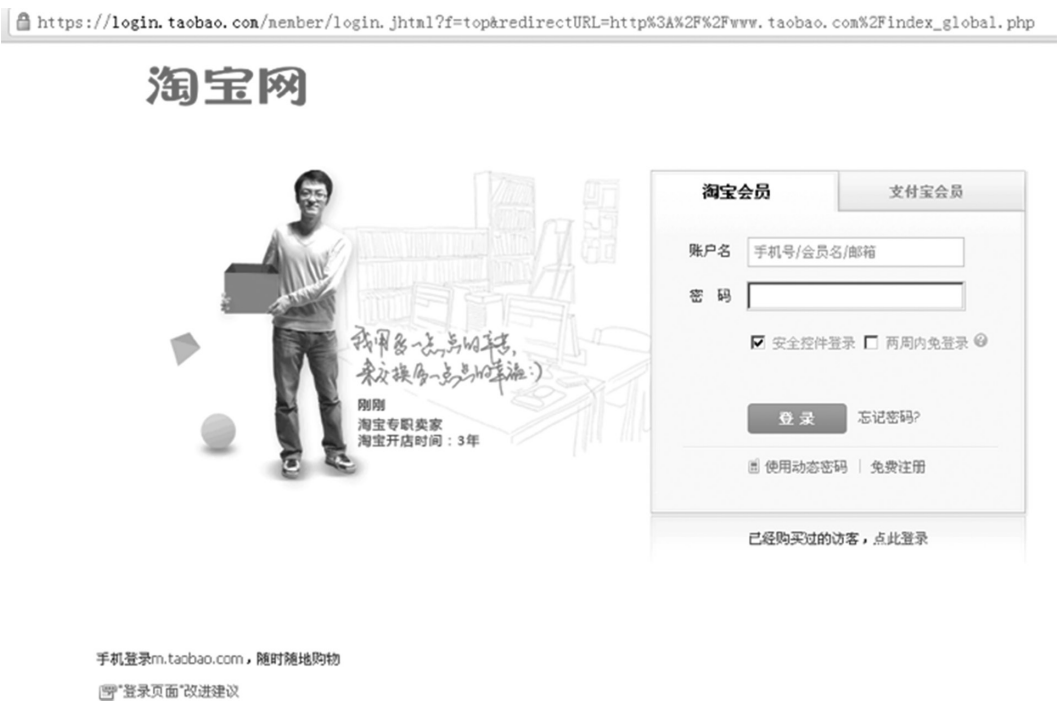 https://login.taobao.com/member/login.jhtml?f=top&redirectURL=http%3A%2F%2Fwww.taobao.com%2Findex_global.php
淘宝网
淘宝会员 支付宝会员
账户名 手机号/会员名/邮箱
密 码
安全控件登录 两周内免登录
我用多一点点的辛苦,
来交换多一点点的幸福:)
刚刚
淘宝专职卖家
淘宝开店时间：3年
登 录 忘记密码?
使用动态密码 免费注册
已经购买过的访客，点此登录
手机登录m.taobao.com，随时随地购物
"登录页面"改进建议